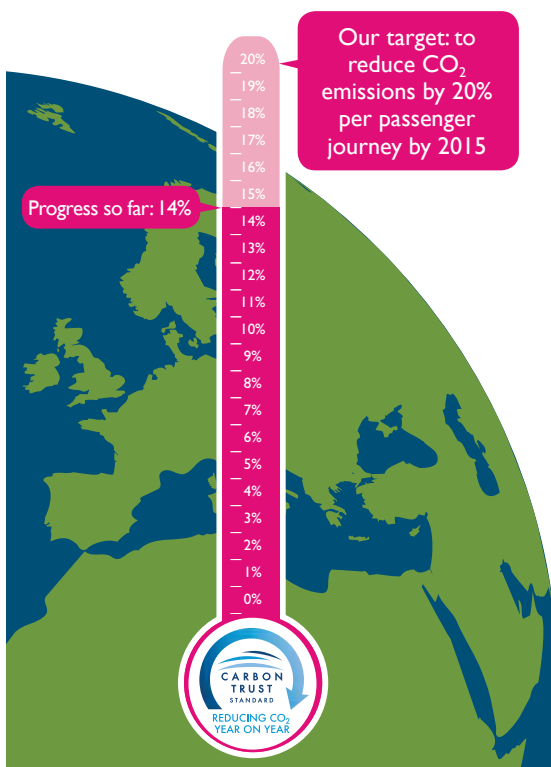 Our target: to
reduce CO₂
emissions by 20%
per passenger
journey by 2015
20%
19%
18%
17%
16%
15%
Progress so far: 14%
14%
13%
12%
11%
10%
9%
8%
7%
6%
5%
4%
3%
2%
1%
0%
CARBON
TRUST
STANDARD
REDUCING CO₂
YEAR ON YEAR